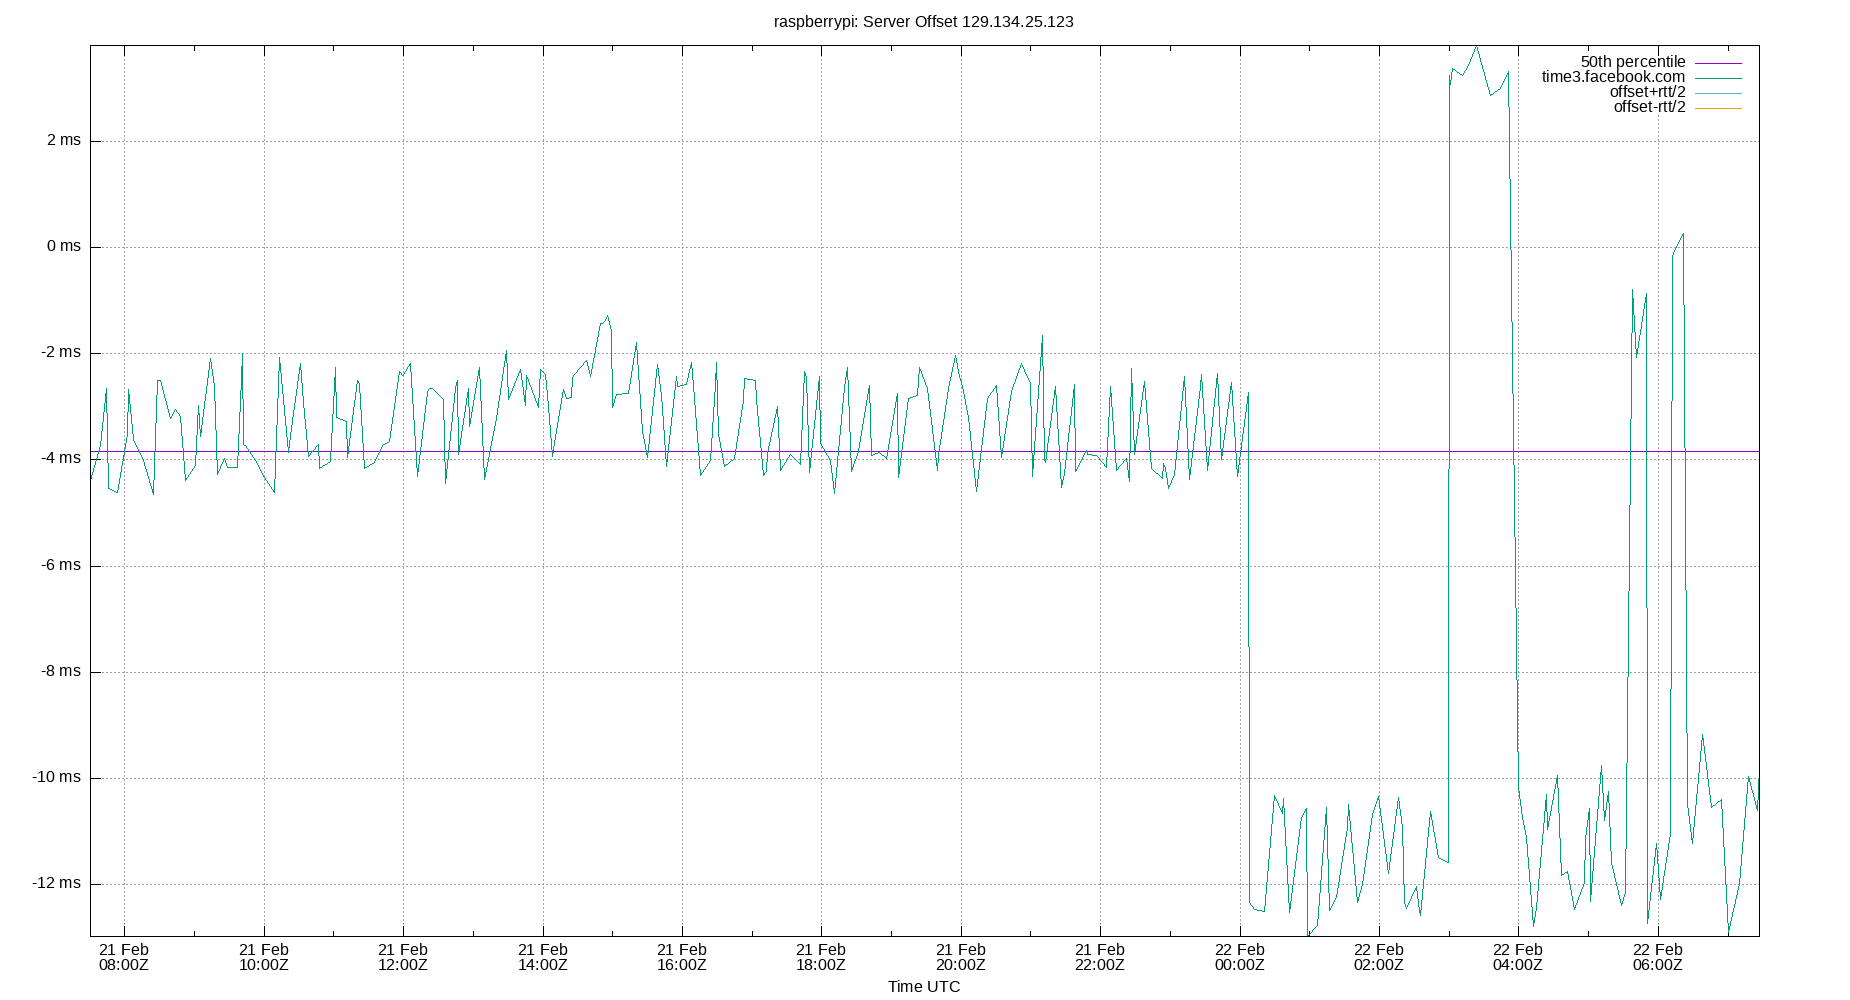 raspberrypi: Server Offset 129.134.25.123
50th percentile
time3.facebook.com
offset+rtt/2
offset-rtt/2
2 ms
0 ms
-2 ms
-4 ms
-6 ms
-8 ms
-10 ms
-12 ms
21 Feb 21 Feb 21 Feb 21 Feb 21 Feb 21 Feb 21 Feb 21 Feb 22 Feb 22 Feb 22 Feb 22 Feb
08:00Z 10:00Z 12:00Z 14:00Z 16:00Z 18:00Z 20:00Z 22:00Z 00:00Z 02:00Z 04:00Z 06:00Z
Time UTC